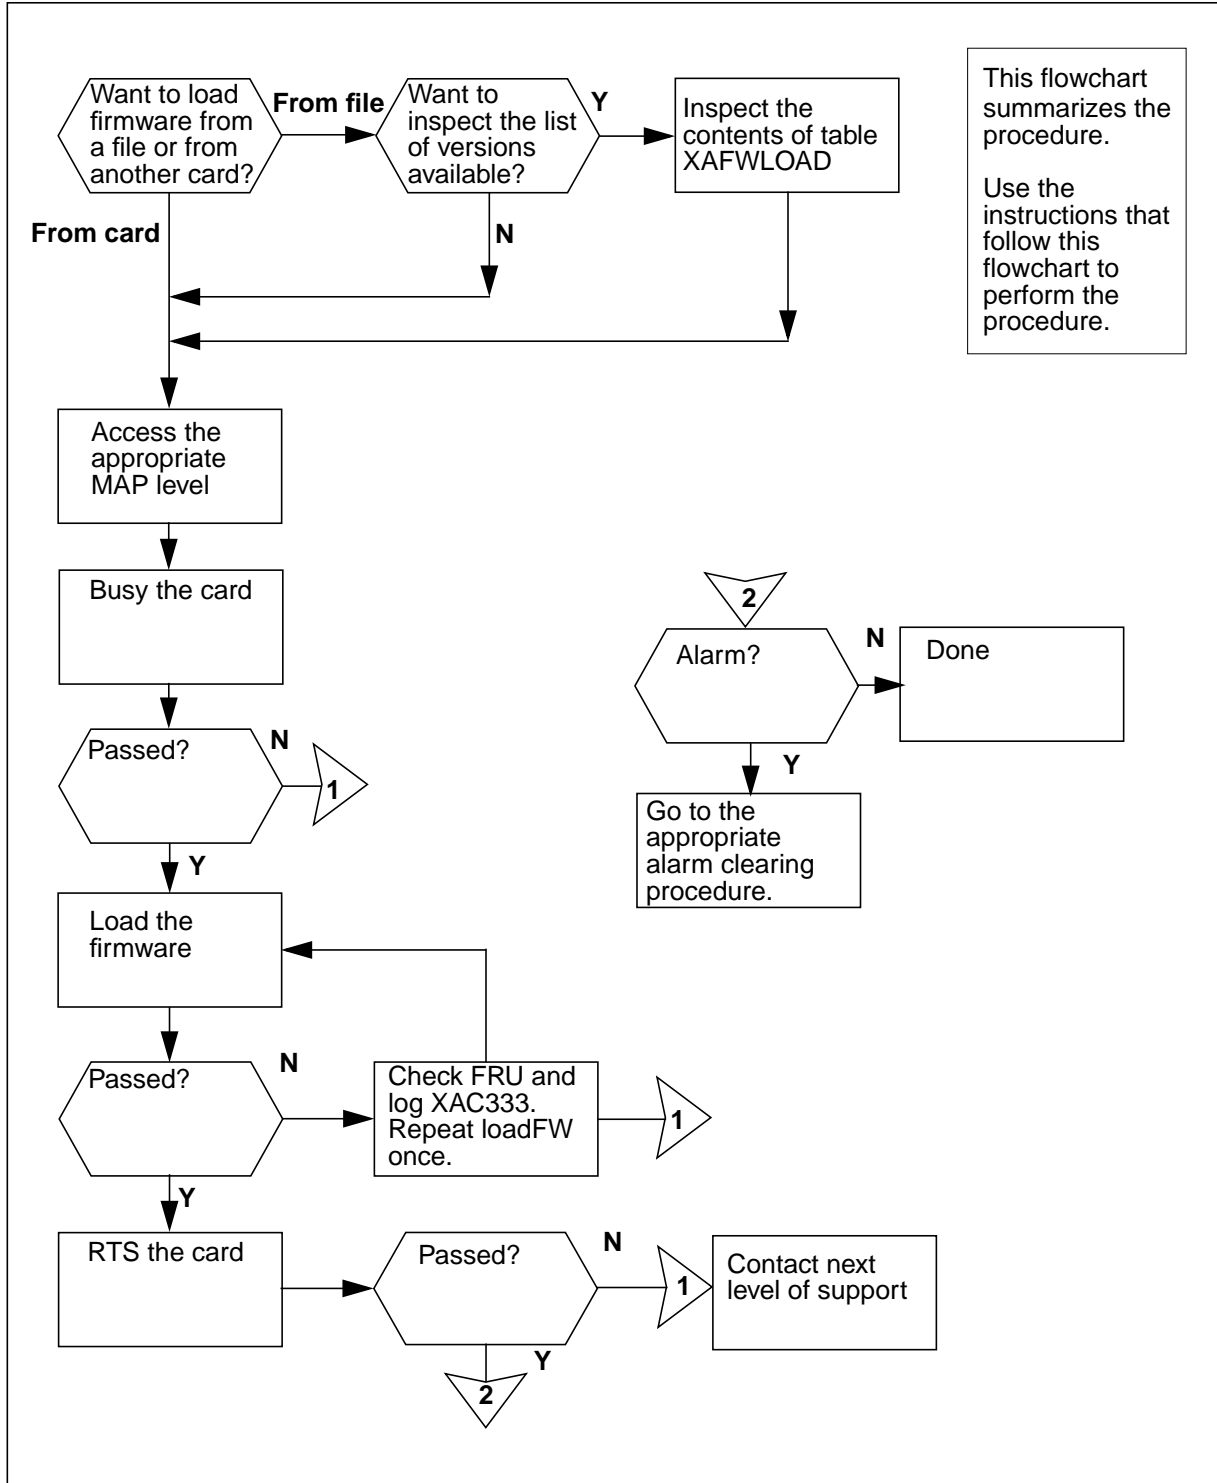 Want to load
firmware from
a file or from
another card?
From file
Want to
inspect the list
of versions
available?
Y
Inspect the
contents of table
XAFWLOAD
This flowchart
summarizes the
procedure.
Use the
instructions that
follow this
flowchart to
perform the
procedure.
From card
N
Access the
appropriate
MAP level
Busy the card
Passed?
N
1
Y
2
Alarm?
N
Done
Y
Go to the
appropriate
alarm clearing
procedure.
Load the
firmware
Passed?
N
Check FRU and
log XAC333.
Repeat loadFW
once.
1
Y
RTS the card
Passed?
N
1
Contact next
level of support
Y
2